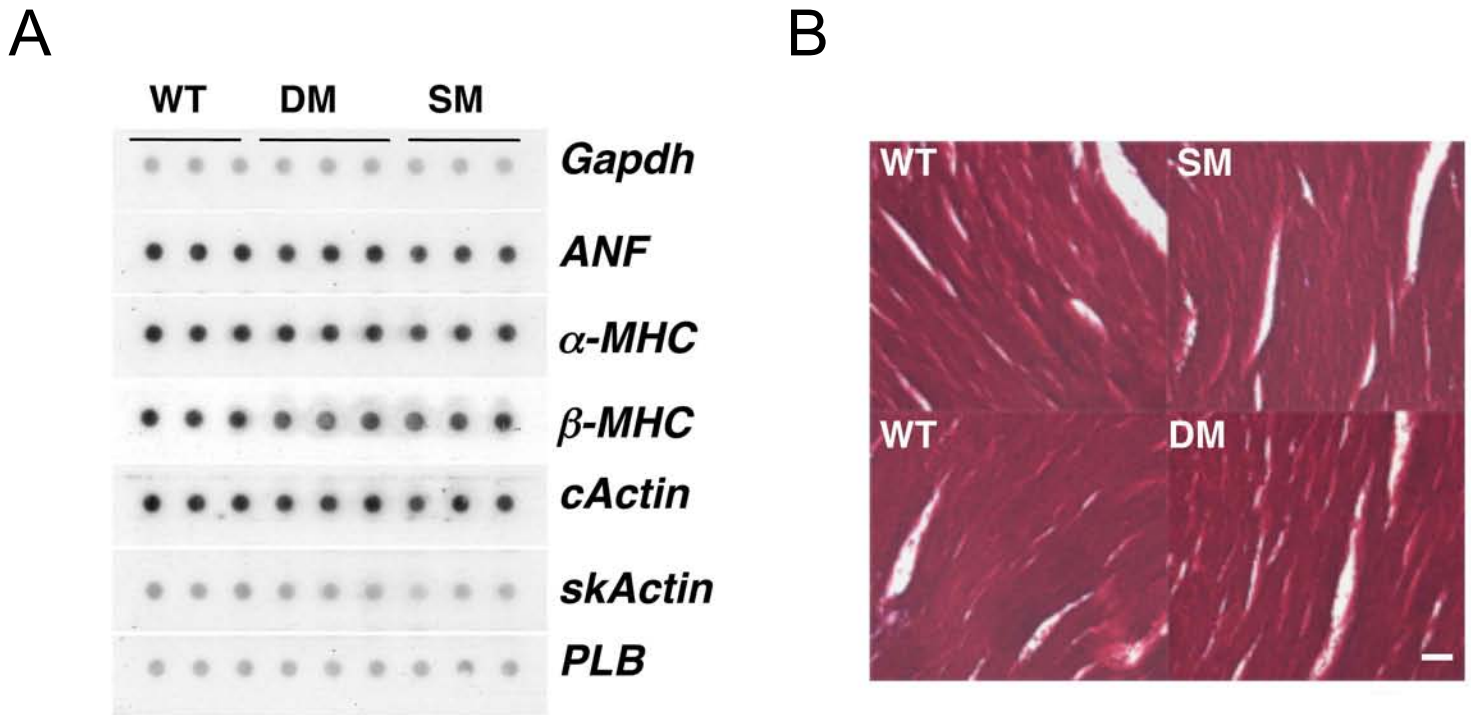 A
B
WT DM SM
Gapdh
ANF
α-MHC
β-MHC
cActin
skActin
PLB
WT
SM
WT
DM